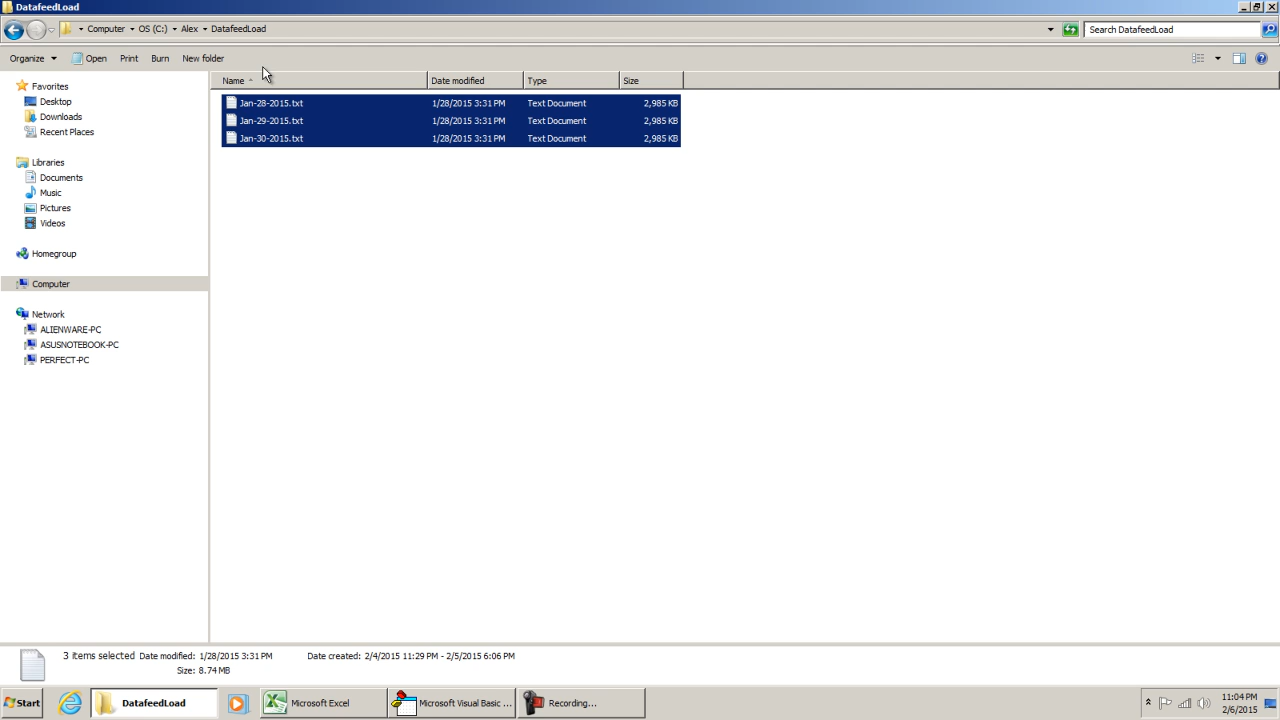 DatafeedLoad
Computer OS (C:) Alex DatafeedLoad Search DatafeedLoad
Organize Open Print Burn New folder
Name Date modified Type Size
Jan-28-2015.txt 1/28/2015 3:31 PM Text Document 2,985 KB
Jan-29-2015.txt 1/28/2015 3:31 PM Text Document 2,985 KB
Jan-30-2015.txt 1/28/2015 3:31 PM Text Document 2,985 KB
Favorites
Desktop
Downloads
Recent Places
Libraries
Documents
Music
Pictures
Videos
Homegroup
Computer
Network
ALIENWARE-PC
ASUSNOTEBOOK-PC
PERFECT-PC
3 items selected Date modified: 1/28/2015 3:31 PM Date created: 2/4/2015 11:29 PM - 2/5/2015 6:06 PM
Size: 8.74 MB
Start DatafeedLoad Microsoft Excel Microsoft Visual Basic ... Recording... 11:04 PM
2/6/2015